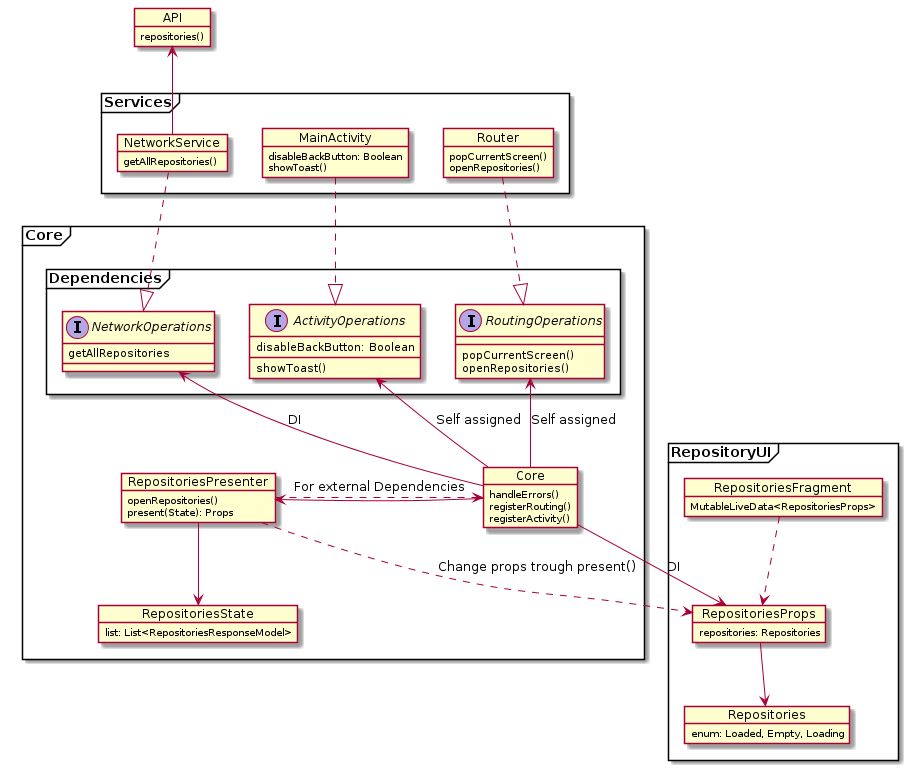 API
repositories()
Services
NetworkService
getAllRepositories()
MainActivity
disableBackButton: Boolean
showToast()
Router
popCurrentScreen()
openRepositories()
Core
Dependencies
I NetworkOperations
getAllRepositories
I ActivityOperations
disableBackButton: Boolean
showToast()
I RoutingOperations
popCurrentScreen()
openRepositories()
DI
Self assigned
Self assigned
RepositoriesPresenter
openRepositories()
present(State): Props
For external Dependencies
Core
handleErrors()
registerRouting()
registerActivity()
RepositoryUI
RepositoriesFragment
MutableLiveData<RepositoriesProps>
Change props trough present()
DI
RepositoriesState
list: List<RepositoriesResponseModel>
RepositoriesProps
repositories: Repositories
Repositories
enum: Loaded, Empty, Loading